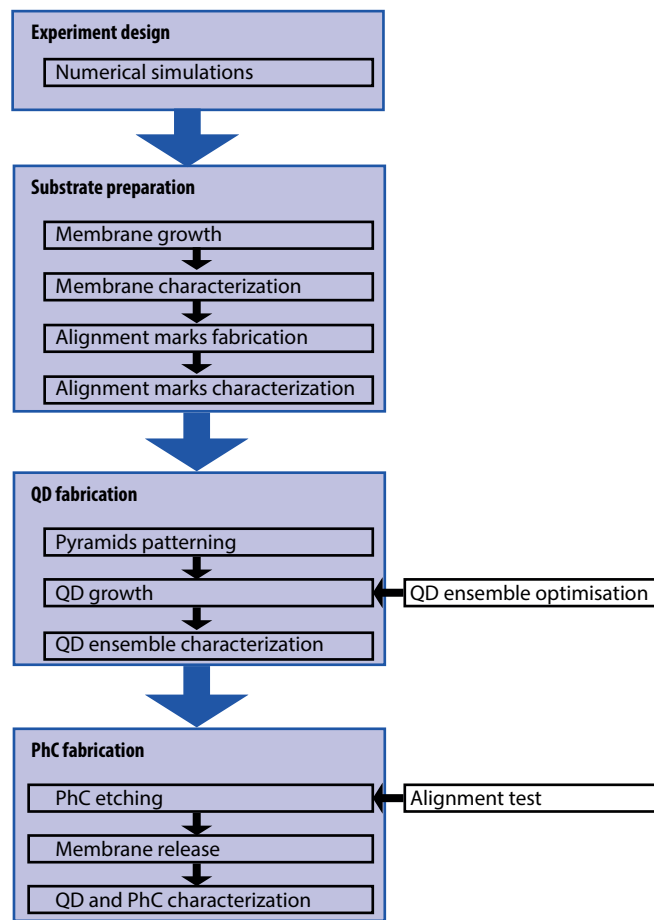 Experiment design
Numerical simulations
Substrate preparation
Membrane growth
Membrane characterization
Alignment marks fabrication
Alignment marks characterization
QD fabrication
Pyramids patterning
QD growth
QD ensemble optimisation
QD ensemble characterization
PhC fabrication
PhC etching
Alignment test
Membrane release
QD and PhC characterization